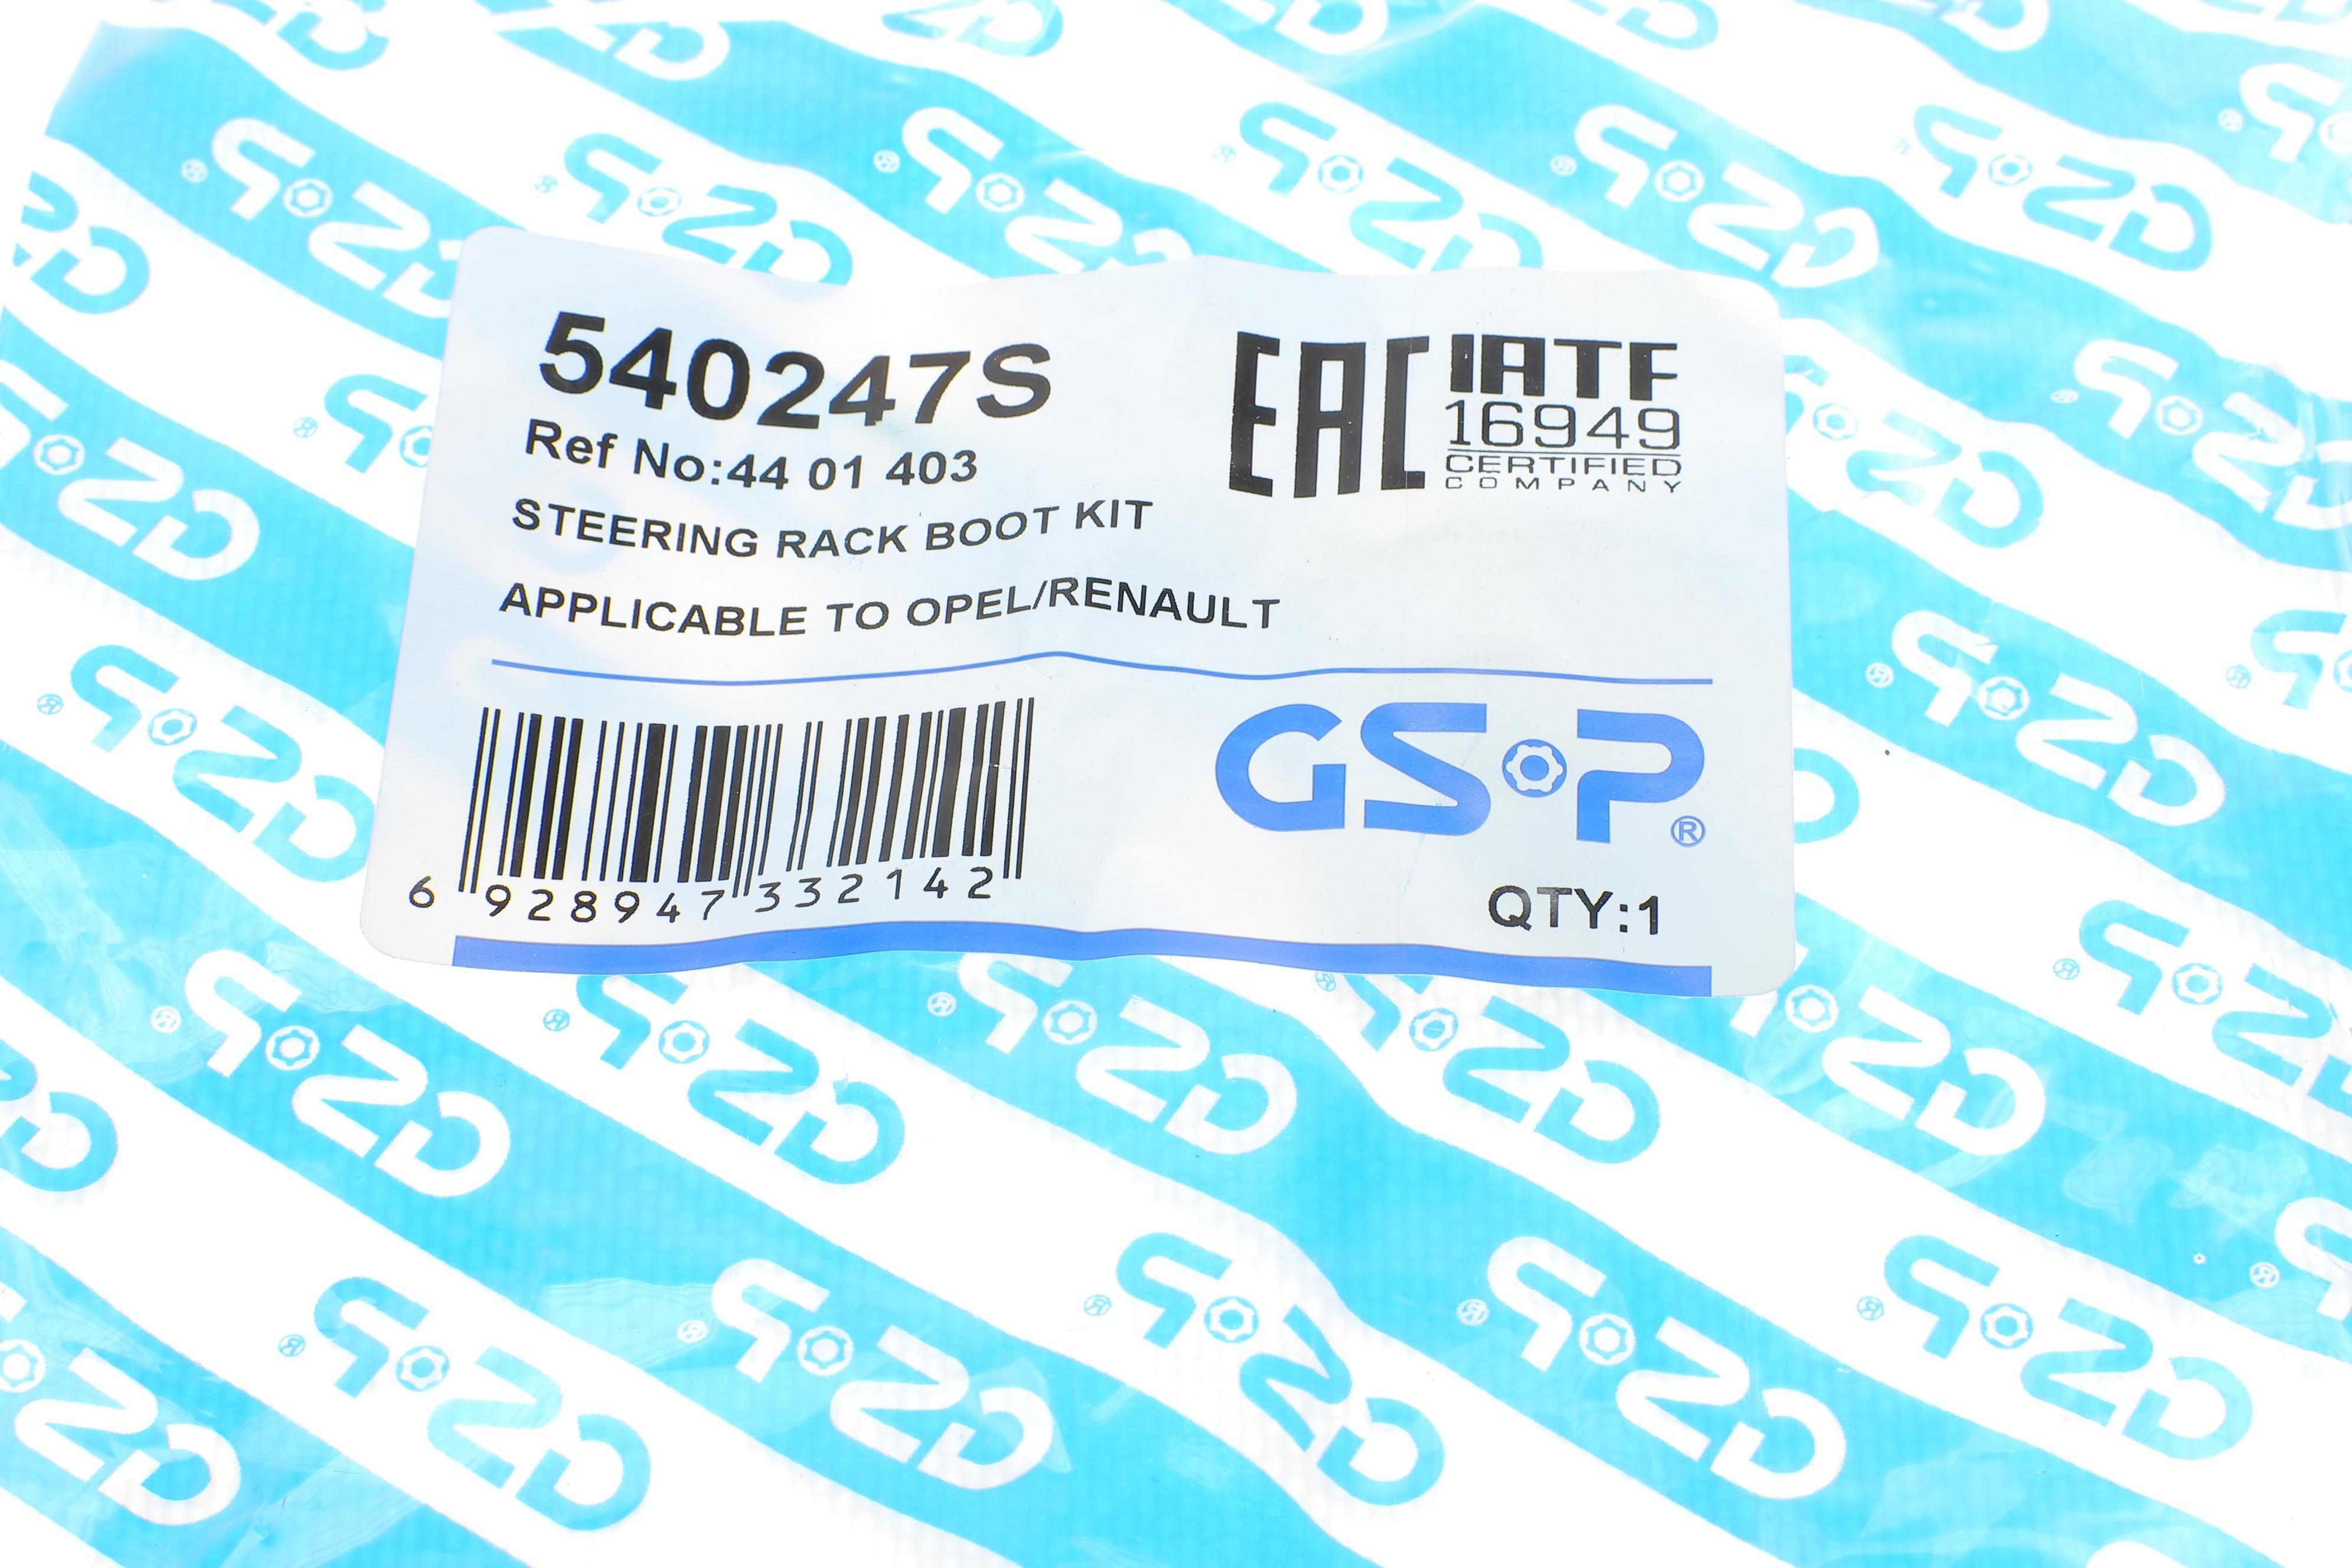 540247S
Ref No:44 01 403
STEERING RACK BOOT KIT
APPLICABLE TO OPEL/RENAULT
EAC
IATF
16949
CERTIFIED
COMPANY
6 928947 332142
GSP®
QTY:1